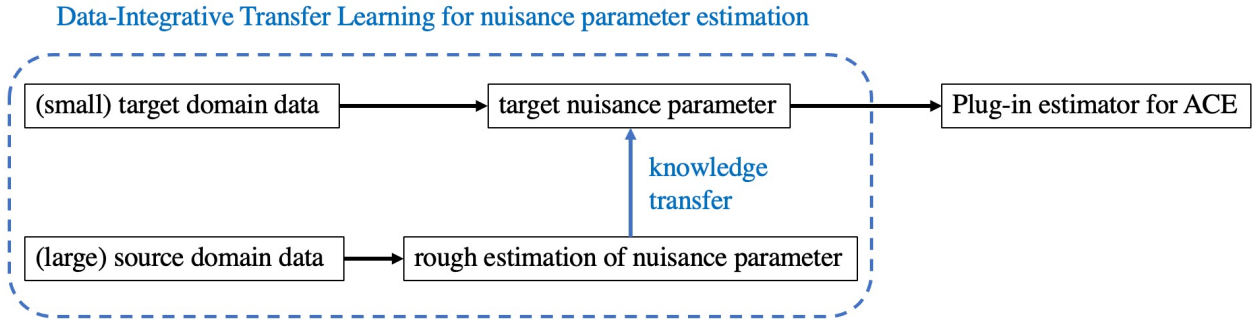 Data-Integrative Transfer Learning for nuisance parameter estimation
(small) target domain data
target nuisance parameter
Plug-in estimator for ACE
knowledge
transfer
(large) source domain data
rough estimation of nuisance parameter